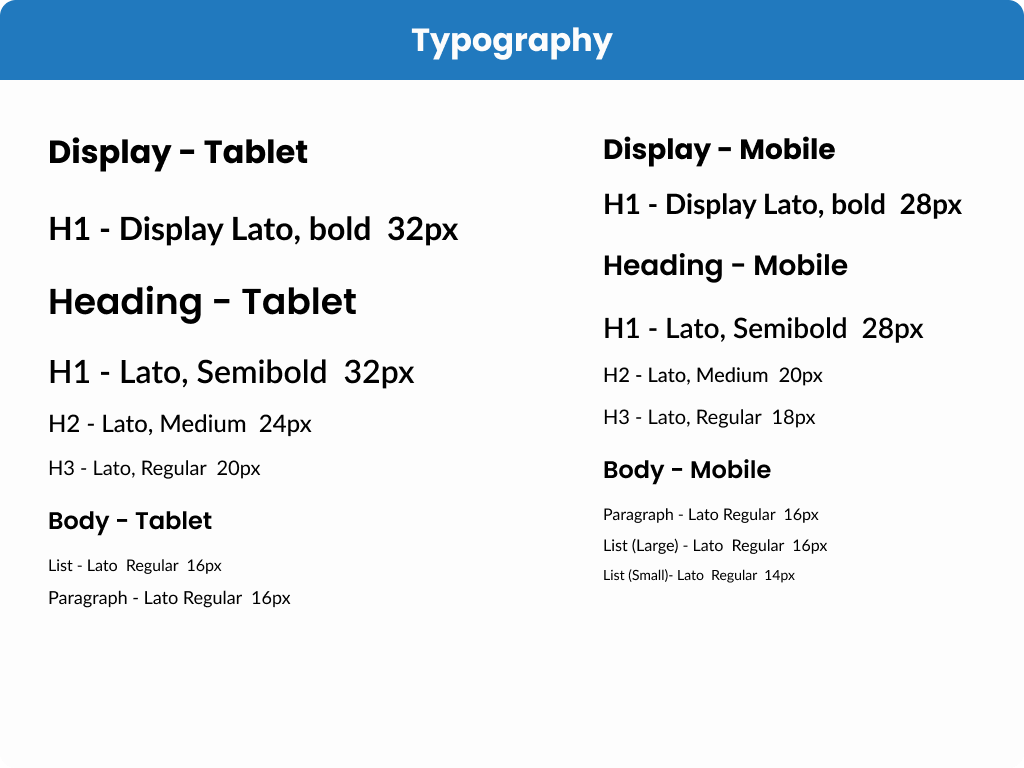 Typography
Display - Tablet
H1 - Display Lato, bold  32px
Heading - Tablet
H1 - Lato, Semibold  32px
H2 - Lato, Medium  24px
H3 - Lato, Regular  20px
Body - Tablet
List - Lato  Regular  16px
Paragraph - Lato Regular  16px
Display - Mobile
H1 - Display Lato, bold  28px
Heading - Mobile
H1 - Lato, Semibold  28px
H2 - Lato, Medium  20px
H3 - Lato, Regular  18px
Body - Mobile
Paragraph - Lato Regular  16px
List (Large) - Lato  Regular  16px
List (Small)- Lato  Regular  14px